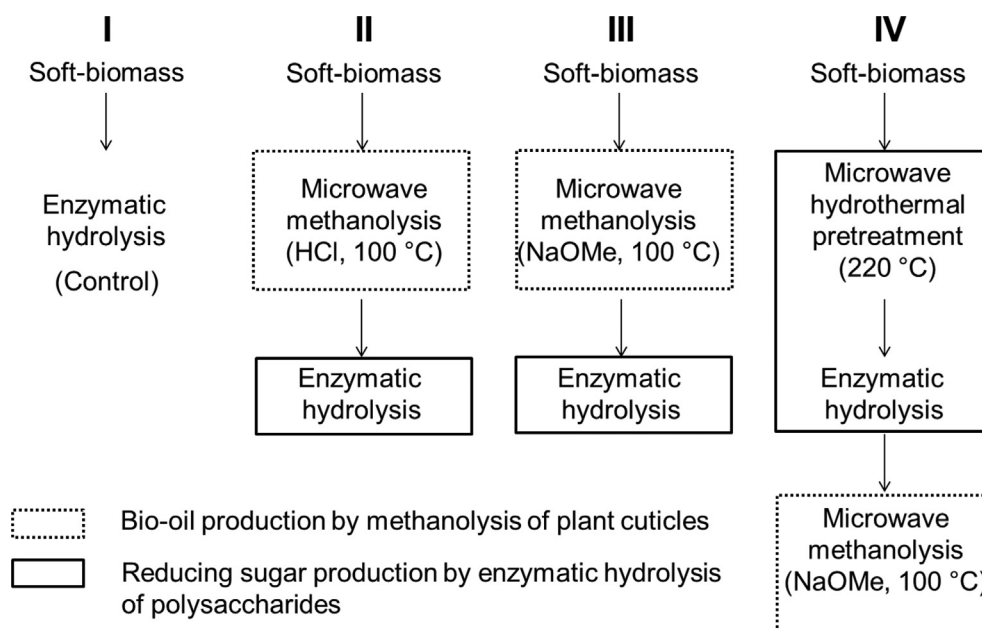 I
Soft-biomass
Enzymatic
hydrolysis
(Control)
II
Soft-biomass
Microwave
methanolysis
(HCl, 100 °C)
Enzymatic
hydrolysis
III
Soft-biomass
Microwave
methanolysis
(NaOMe, 100 °C)
Enzymatic
hydrolysis
IV
Soft-biomass
Microwave
hydrothermal
pretreatment
(220 °C)
Enzymatic
hydrolysis
Microwave
methanolysis
(NaOMe, 100 °C)
Bio-oil production by methanolysis of plant cuticles
Reducing sugar production by enzymatic hydrolysis
of polysaccharides